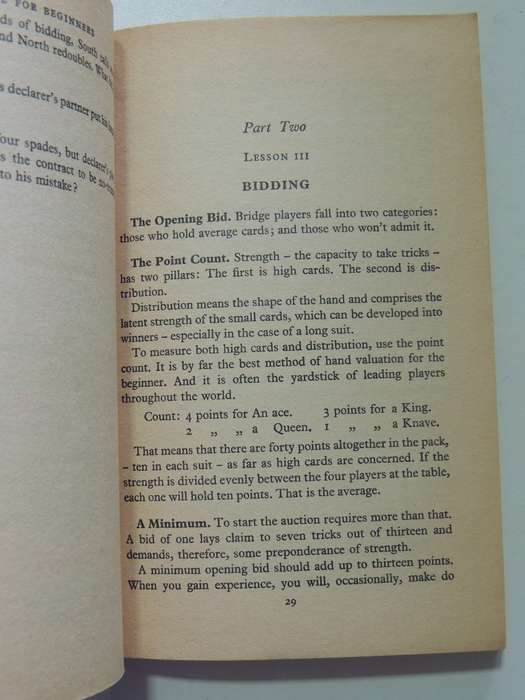 FOR BEGINNERS
ds of bidding, South calls
nd North redoubles. What
s declarer's partner put his
four spades, but declarer's
s the contract to be
to his mistake?
Part Two
LESSON III
BIDDING
The Opening Bid. Bridge players fall into two categories:
those who hold average cards; and those who won't admit it.
The Point Count. Strength – the capacity to take tricks –
has two pillars: The first is high cards. The second is dis-
tribution.
Distribution means the shape of the hand and comprises the
latent strength of the small cards, which can be developed into
winners – especially in the case of a long suit.
To measure both high cards and distribution, use the point
count. It is by far the best method of hand valuation for the
beginner. And it is often the yardstick of leading players
throughout the world.
Count: 4 points for An ace. 3 points for a King.
2 „ „ a Queen. 1 „ „ a Knave.
That means that there are forty points altogether in the pack,
– ten in each suit – as far as high cards are concerned. If the
strength is divided evenly between the four players at the table,
each one will hold ten points. That is the average.
A Minimum. To start the auction requires more than that.
A bid of one lays claim to seven tricks out of thirteen and
demands, therefore, some preponderance of strength.
A minimum opening bid should add up to thirteen points.
When you gain experience, you will, occasionally, make do
29